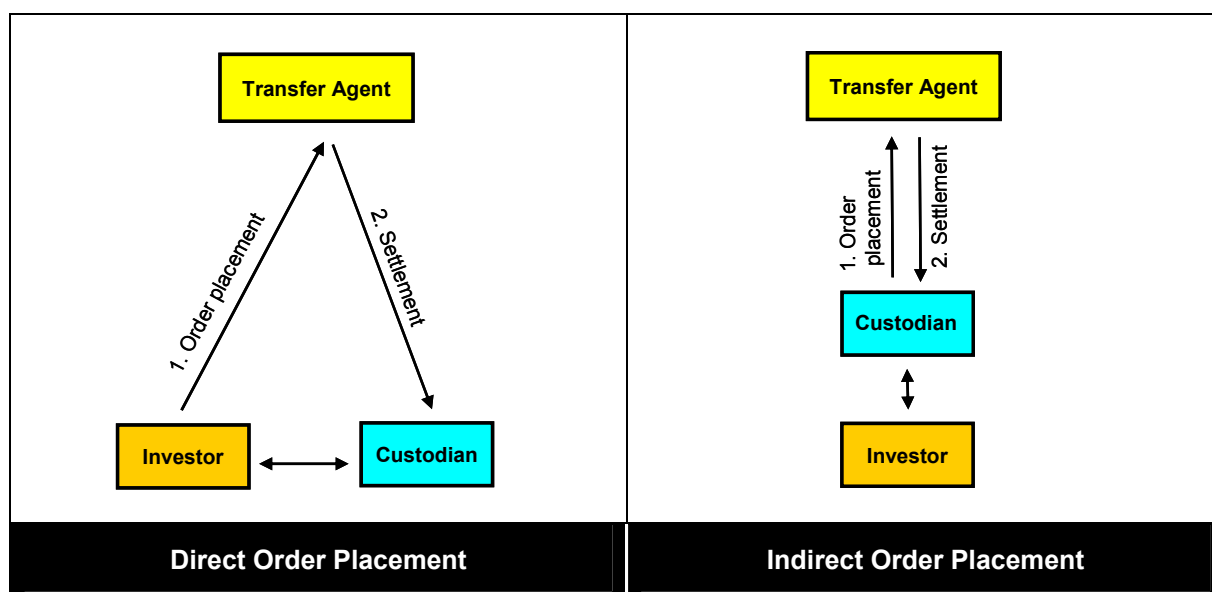 Transfer Agent
1. Order placement
2. Settlement
Investor
Custodian
Direct Order Placement
Transfer Agent
1. Order
placement
2. Settlement
Custodian
Investor
Indirect Order Placement